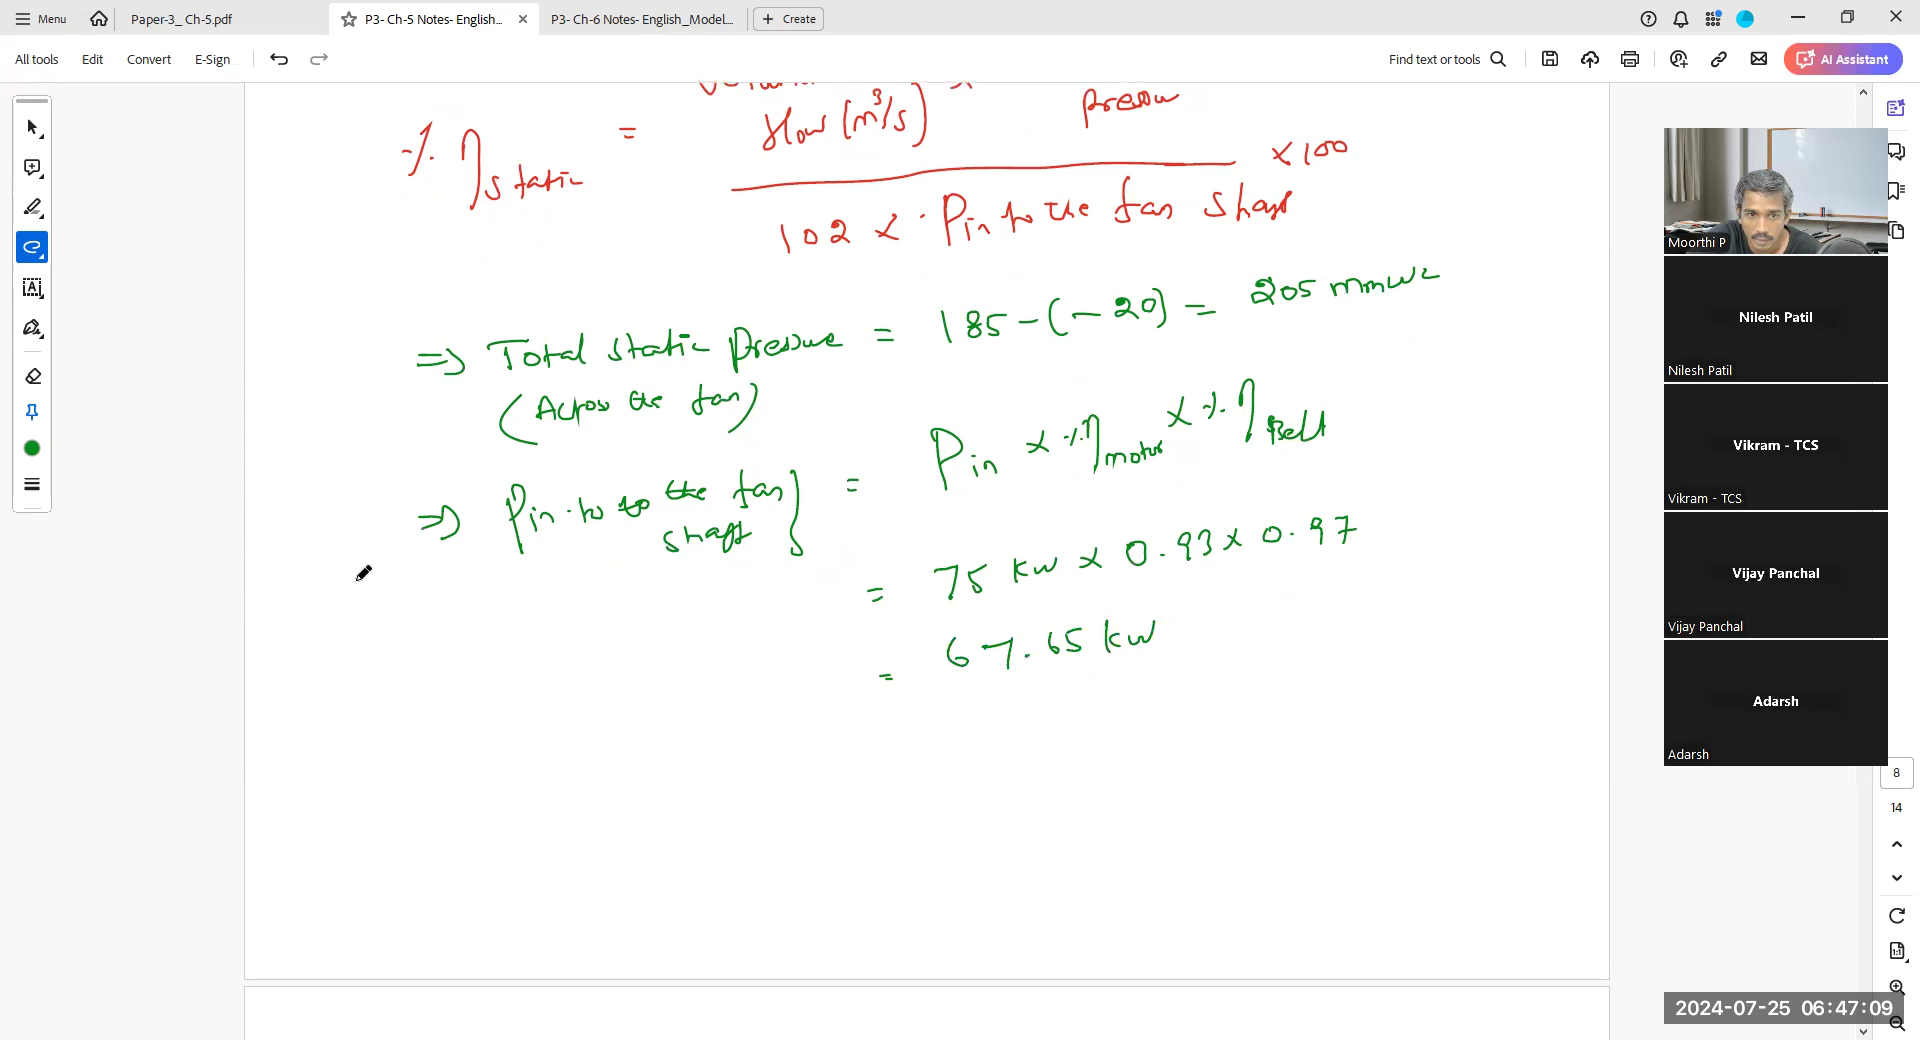 Menu
Paper-3_ Ch-5.pdf
P3- Ch-5 Notes- English...
P3- Ch-6 Notes- English_Model...
+ Create
All tools
Edit
Convert
E-Sign
Find text or tools
AI Assistant
flow (m³/s) × pressure
% η static = × 100
102 × Pin to the fan shaft
⇒ Total static pressure = 185 - (-20) = 205 mmwc
(Across the fan)
⇒ Pin to to the fan shaft } = Pin × % η motor × % η Belt
= 75 kw × 0.93 × 0.97
= 67.65 kw
Moorthi P
Nilesh Patil
Nilesh Patil
Vikram - TCS
Vikram - TCS
Vijay Panchal
Vijay Panchal
Adarsh
Adarsh
8
14
2024-07-25 06:47:09